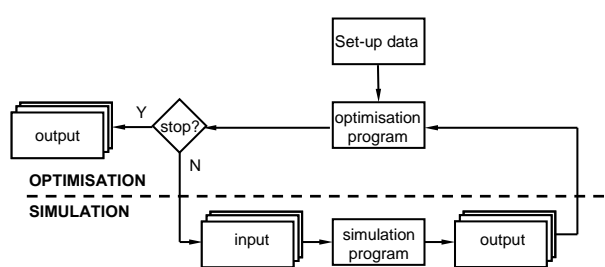 Set-up data
Y
output
stop?
optimisation
program
N
OPTIMISATION
SIMULATION
input
simulation
program
output